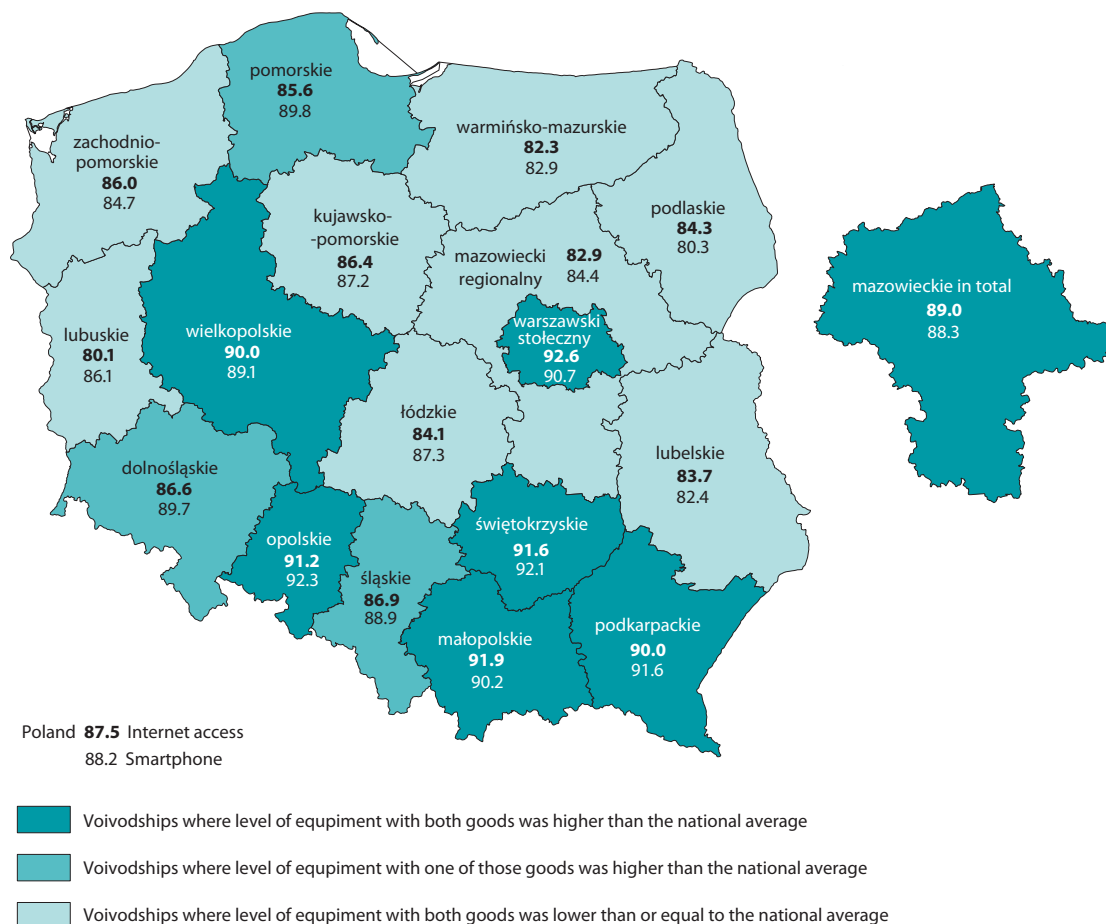 pomorskie
85.6
89.8
warmińsko-mazurskie
82.3
82.9
zachodnio-
pomorskie
86.0
84.7
podlaskie
84.3
80.3
kujawsko-
-pomorskie
86.4
87.2
mazowiecki 82.9
regionalny 84.4
mazowieckie in total
89.0
88.3
lubuskie
80.1
86.1
wielkopolskie
90.0
89.1
warszawski
stołeczny
92.6
90.7
łódzkie
84.1
87.3
lubelskie
83.7
82.4
dolnośląskie
86.6
89.7
opolskie
91.2
92.3
śląskie
86.9
88.9
świętokrzyskie
91.6
92.1
małopolskie
91.9
90.2
podkarpackie
90.0
91.6
Poland 87.5 Internet access
88.2 Smartphone
Voivodships where level of equpiment with both goods was higher than the national average
Voivodships where level of equpiment with one of those goods was higher than the national average
Voivodships where level of equpiment with both goods was lower than or equal to the national average